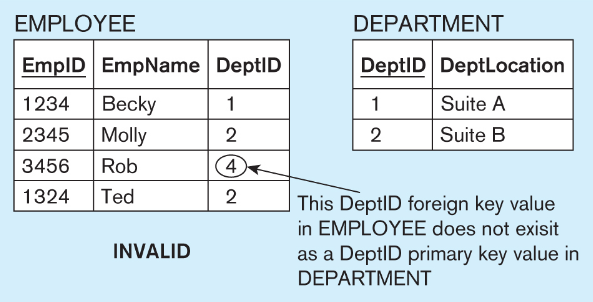 EMPLOYEE
EmpID EmpName DeptID
1234 Becky 1
2345 Molly 2
3456 Rob 4
1324 Ted 2
INVALID
DEPARTMENT
DeptID DeptLocation
1 Suite A
2 Suite B
This DeptID foreign key value
in EMPLOYEE does not exisit
as a DeptID primary key value in
DEPARTMENT